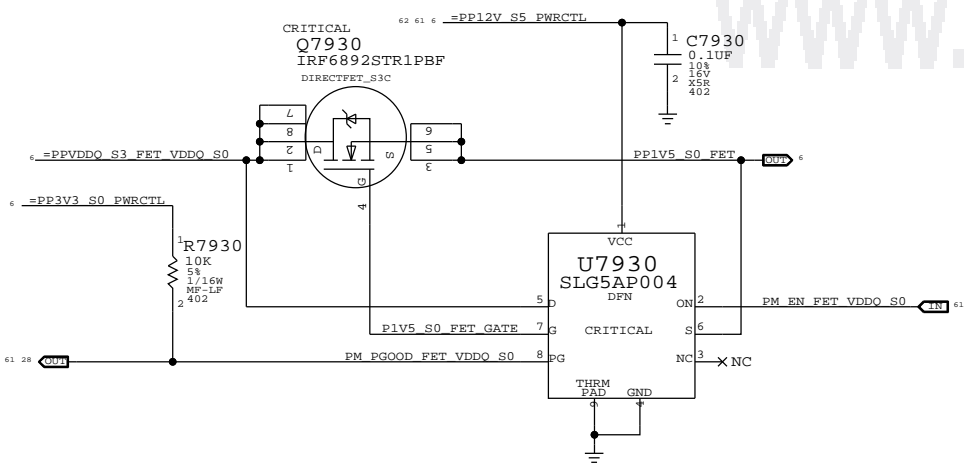 www.
62 61 6 =PP12V_S5_PWRCTL
CRITICAL
Q7930
IRF6892STR1PBF
DIRECTFET_S3C
1 C7930
0.1UF
10%
16V
2 X5R
402
7
8
2
1
D
S
G
4
6
5
3
6 =PPVDDQ_S3_FET_VDDQ_S0
PP1V5_S0_FET OUT 6
6 =PP3V3_S0_PWRCTL
1 R7930
10K
5%
1/16W
MF-LF
2 402
1
VCC
U7930
SLG5AP004
DFN
CRITICAL
5 D
ON 2 PM_EN_FET_VDDQ_S0 IN 61
P1V5_S0_FET_GATE 7 G
S 6
61 28 OUT PM_PGOOD_FET_VDDQ_S0 8 PG
NC 3 NC
THRM
PAD GND
9 4